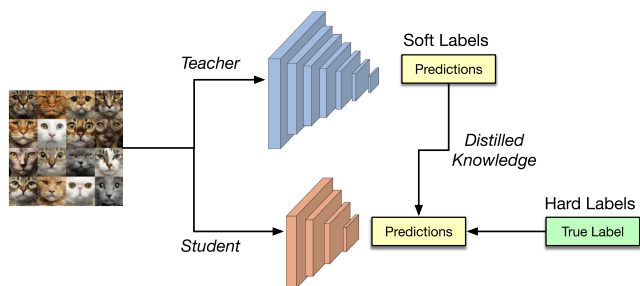 Soft Labels
Teacher
Predictions
Distilled
Knowledge
Hard Labels
Student
Predictions
True Label